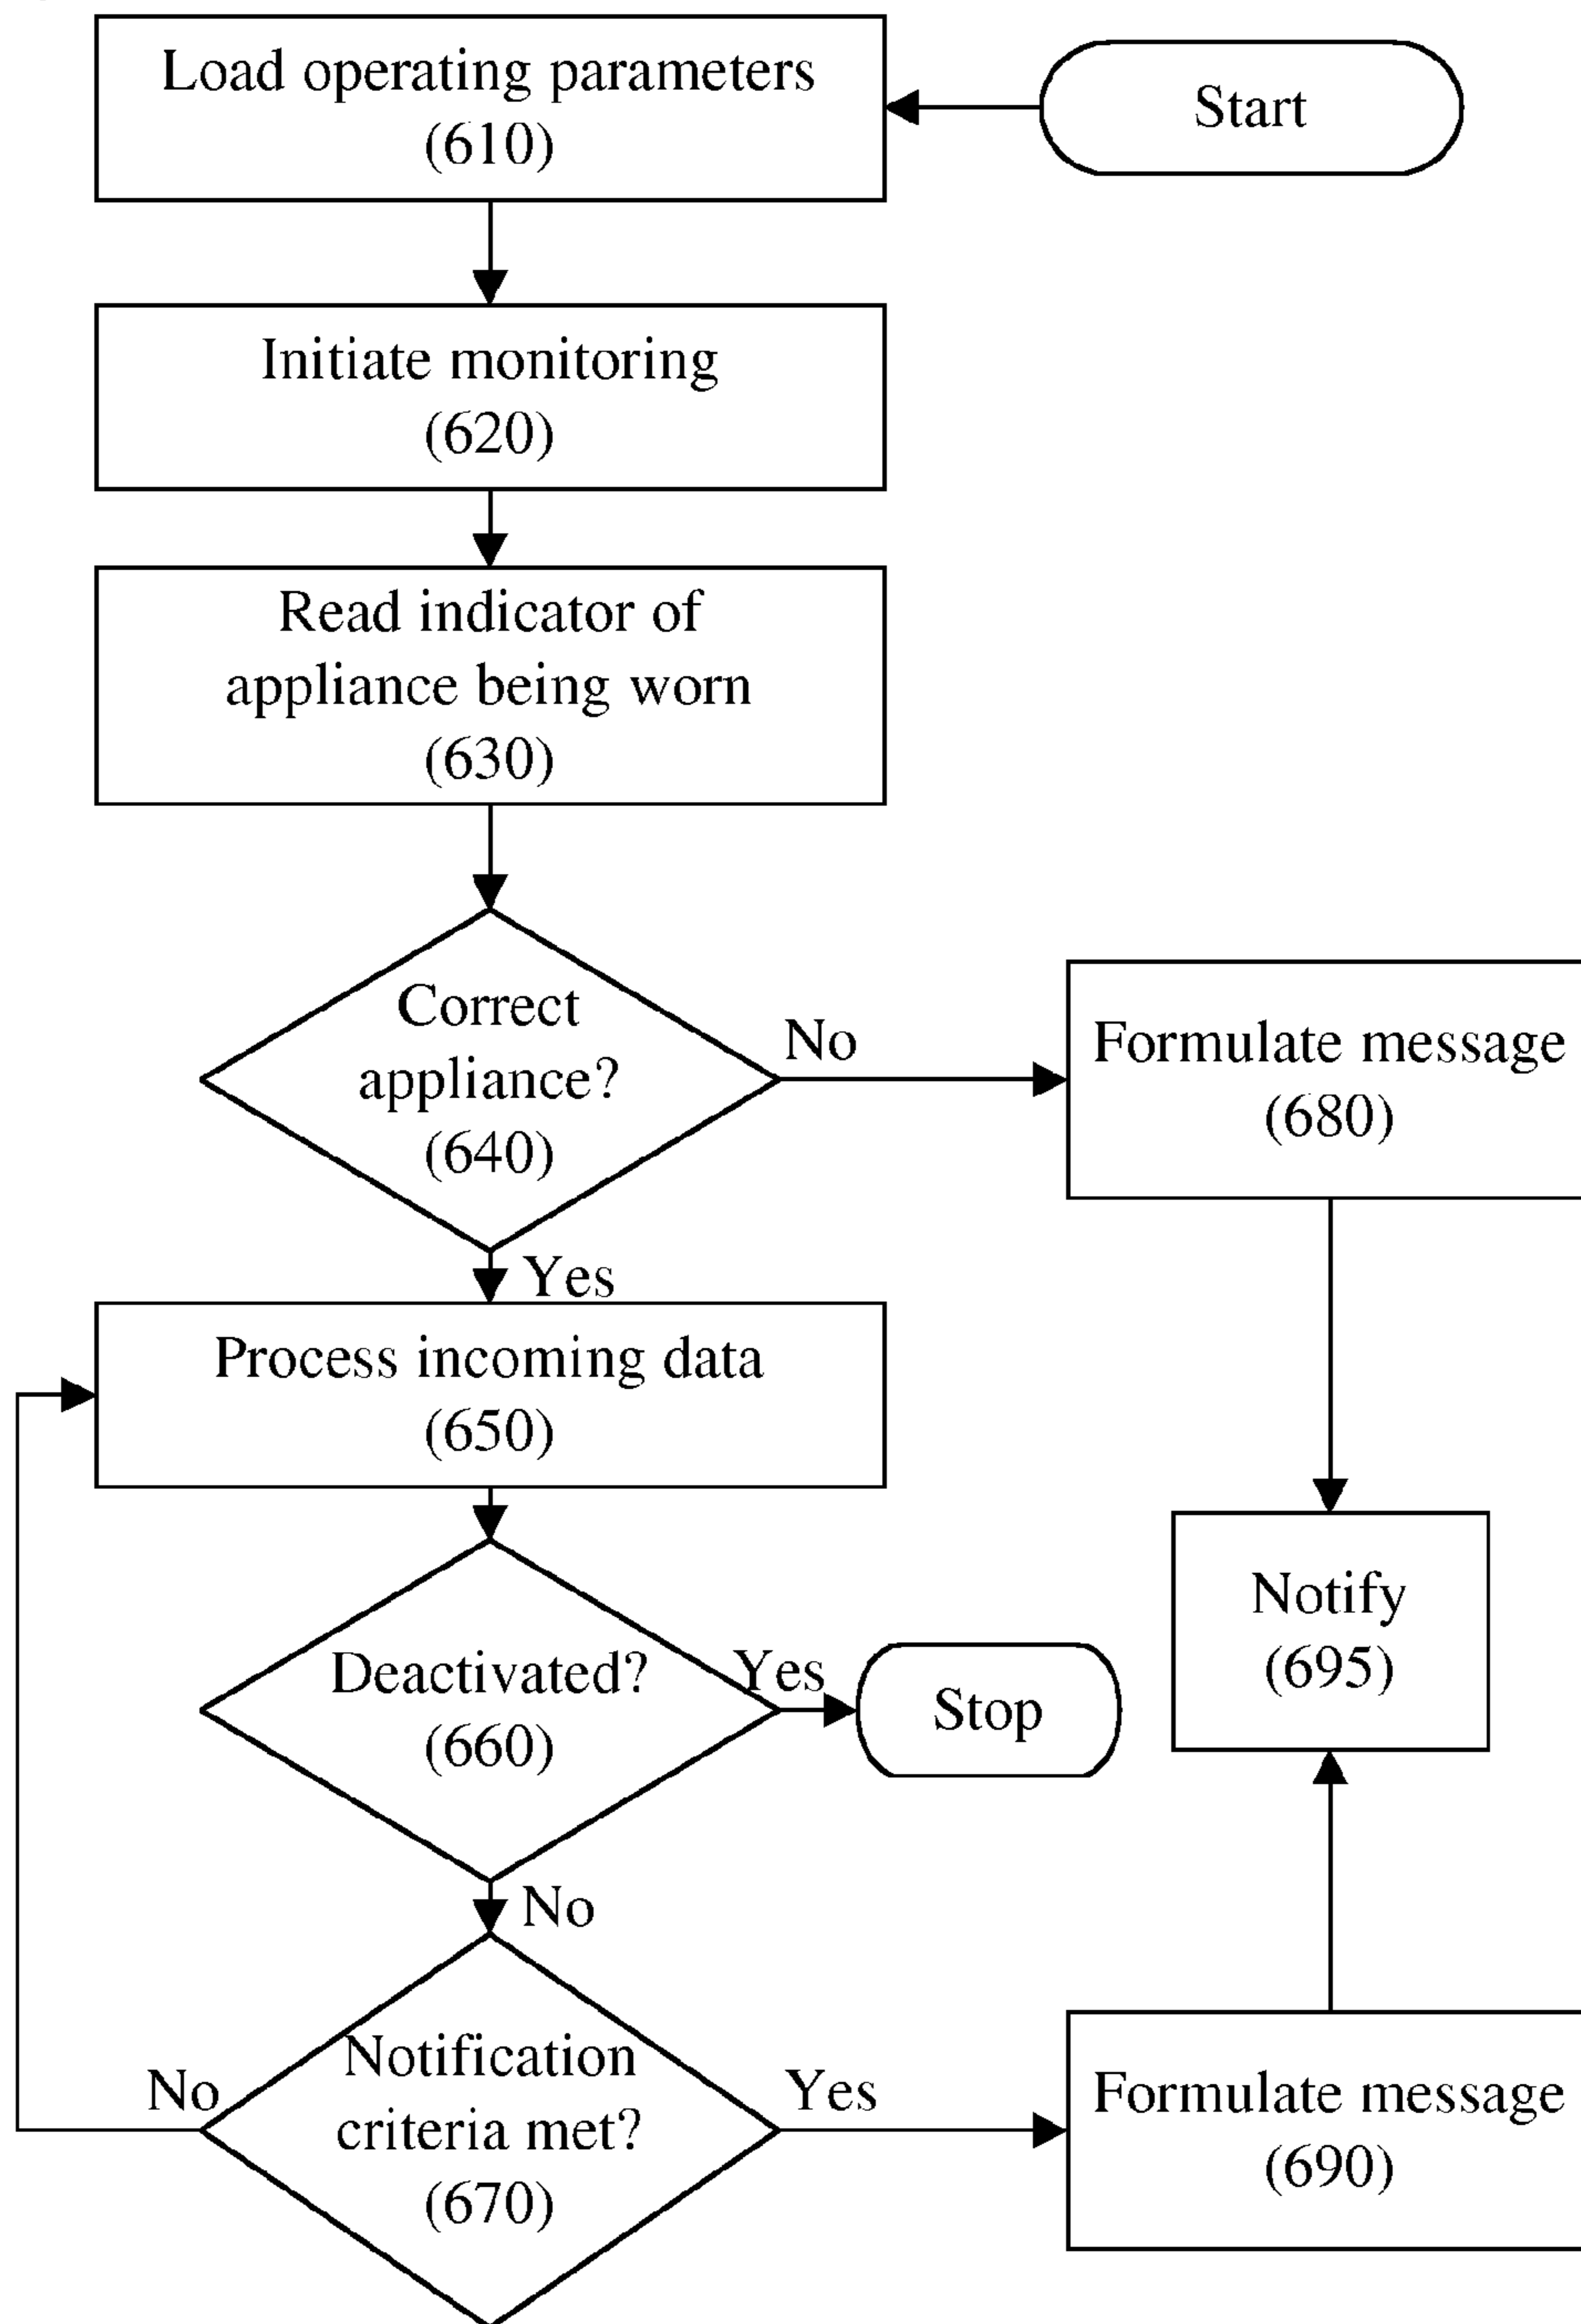 Load operating parameters
(610)
Start
Initiate monitoring
(620)
Read indicator of
appliance being worn
(630)
Correct
appliance?
(640)
No
Formulate message
(680)
Yes
Process incoming data
(650)
Notify
(695)
Deactivated?
(660)
Yes
Stop
No
Notification
criteria met?
(670)
No
Yes
Formulate message
(690)